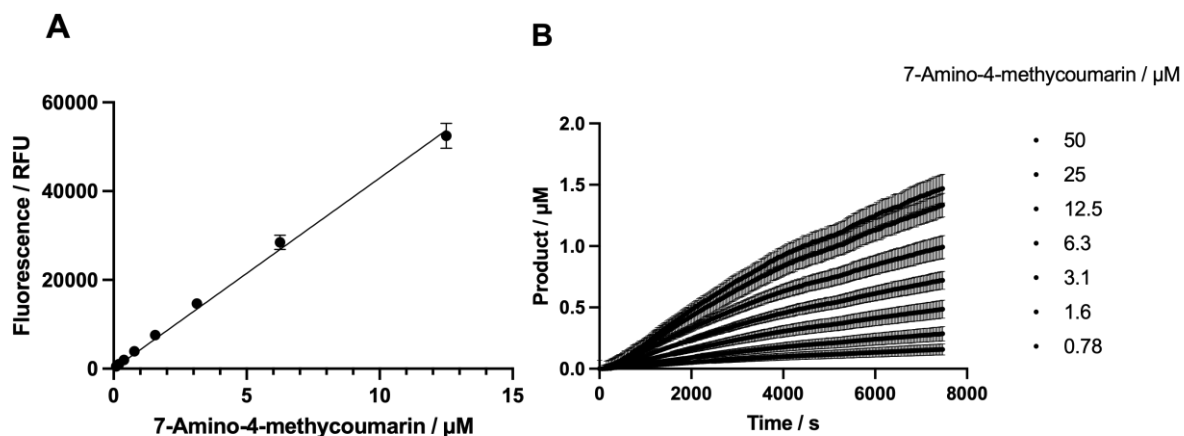 A
60000
40000
20000
0
Fluorescence / RFU
0 5 10 15
7-Amino-4-methycoumarin / µM
B
7-Amino-4-methycoumarin / µM
2.0
1.5
1.0
0.5
0.0
Product / µM
0 2000 4000 6000 8000
Time / s
50
25
12.5
6.3
3.1
1.6
0.78